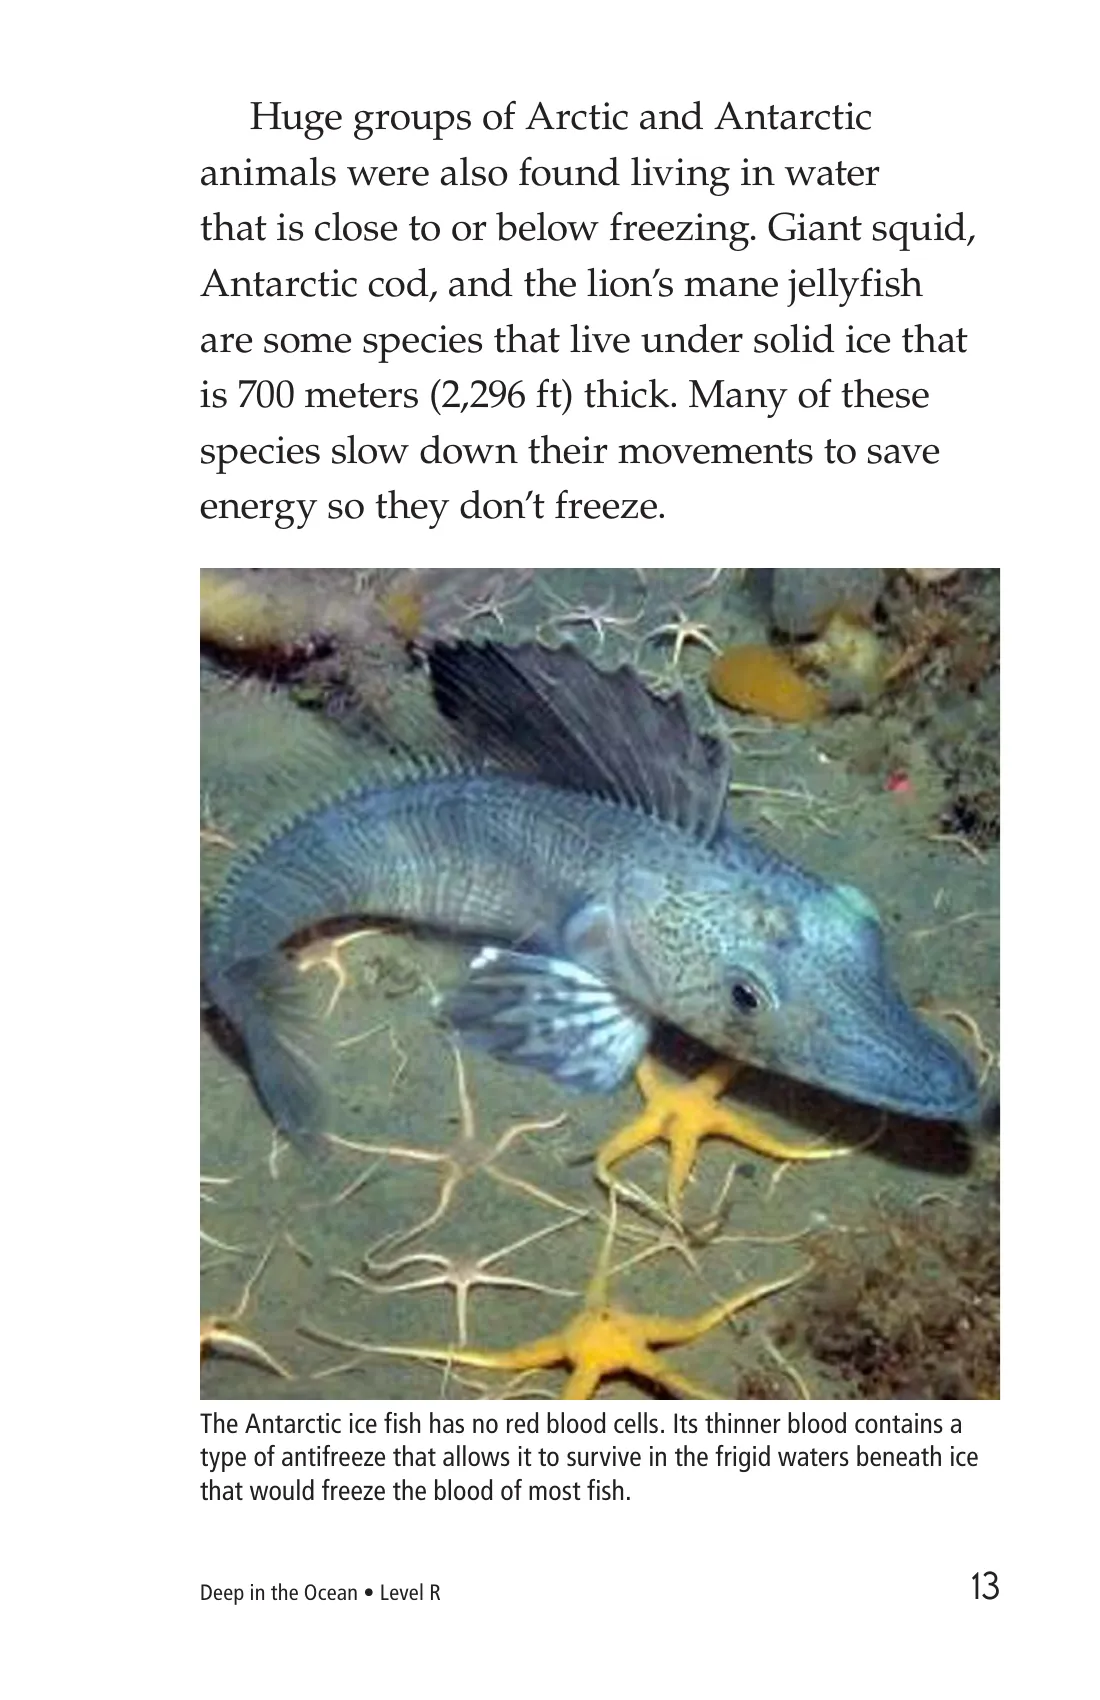 Huge groups of Arctic and Antarctic
animals were also found living in water
that is close to or below freezing. Giant squid,
Antarctic cod, and the lion’s mane jellyfish
are some species that live under solid ice that
is 700 meters (2,296 ft) thick. Many of these
species slow down their movements to save
energy so they don’t freeze.
The Antarctic ice fish has no red blood cells. Its thinner blood contains a
type of antifreeze that allows it to survive in the frigid waters beneath ice
that would freeze the blood of most fish.
Deep in the Ocean • Level R
13